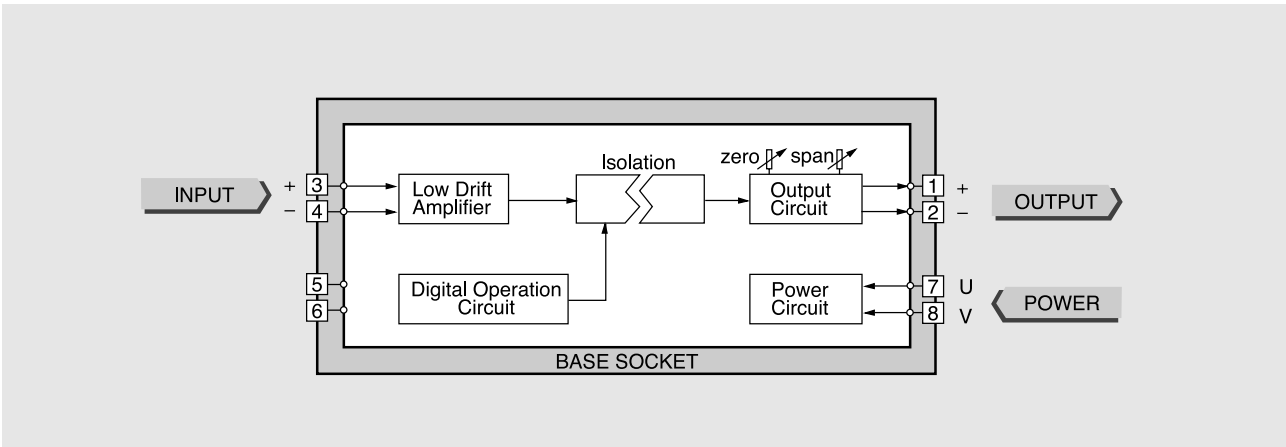 Isolation
zero span
INPUT
+ 3
− 4
Low Drift
Amplifier
Output
Circuit
1 +
2 −
OUTPUT
5
6
Digital Operation
Circuit
Power
Circuit
7 U
8 V
POWER
BASE SOCKET